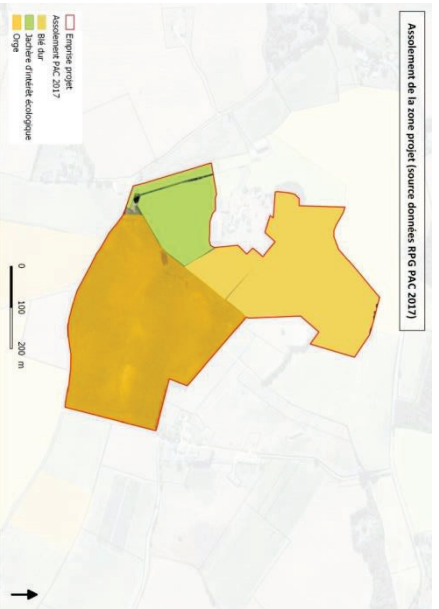 Assolement de la zone projet (source données RPG PAC 2017)
Emprise projet
Assolement PAC 2017
Blé dur
Jachère d'intérêt écologique
Orge
0 100 200 m